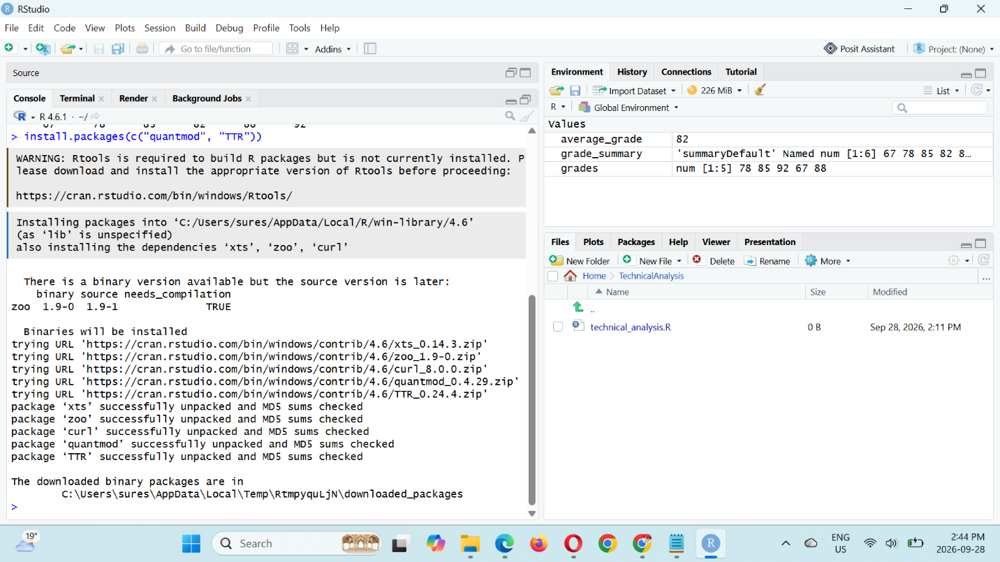 RStudio
File Edit Code View Plots Session Build Debug Profile Tools Help
Go to file/function Addins Posit Assistant Project: (None)
Source
Console Terminal Render Background Jobs
R 4.6.1 · ~/
> install.packages(c("quantmod", "TTR"))
WARNING: Rtools is required to build R packages but is not currently installed. P
lease download and install the appropriate version of Rtools before proceeding:
https://cran.rstudio.com/bin/windows/Rtools/
Installing packages into ‘C:/Users/sures/AppData/Local/R/win-library/4.6’
(as ‘lib’ is unspecified)
also installing the dependencies ‘xts’, ‘zoo’, ‘curl’
There is a binary version available but the source version is later:
binary source needs_compilation
zoo 1.9-0 1.9-1 TRUE
Binaries will be installed
trying URL 'https://cran.rstudio.com/bin/windows/contrib/4.6/xts_0.14.3.zip'
trying URL 'https://cran.rstudio.com/bin/windows/contrib/4.6/zoo_1.9-0.zip'
trying URL 'https://cran.rstudio.com/bin/windows/contrib/4.6/curl_8.0.0.zip'
trying URL 'https://cran.rstudio.com/bin/windows/contrib/4.6/quantmod_0.4.29.zip'
trying URL 'https://cran.rstudio.com/bin/windows/contrib/4.6/TTR_0.24.4.zip'
package ‘xts’ successfully unpacked and MD5 sums checked
package ‘zoo’ successfully unpacked and MD5 sums checked
package ‘curl’ successfully unpacked and MD5 sums checked
package ‘quantmod’ successfully unpacked and MD5 sums checked
package ‘TTR’ successfully unpacked and MD5 sums checked
The downloaded binary packages are in
C:\Users\sures\AppData\Local\Temp\RtmpyquLjN\downloaded_packages
>
Environment History Connections Tutorial
Import Dataset 226 MiB List
R Global Environment
Values
average_grade 82
grade_summary 'summaryDefault' Named num [1:6] 67 78 85 82 8…
grades num [1:5] 78 85 92 67 88
Files Plots Packages Help Viewer Presentation
New Folder New File Delete Rename More
Home TechnicalAnalysis ...
Name Size Modified
..
technical_analysis.R 0 B Sep 28, 2026, 2:11 PM
19°
Search
ENG
US
2:44 PM
2026-09-28